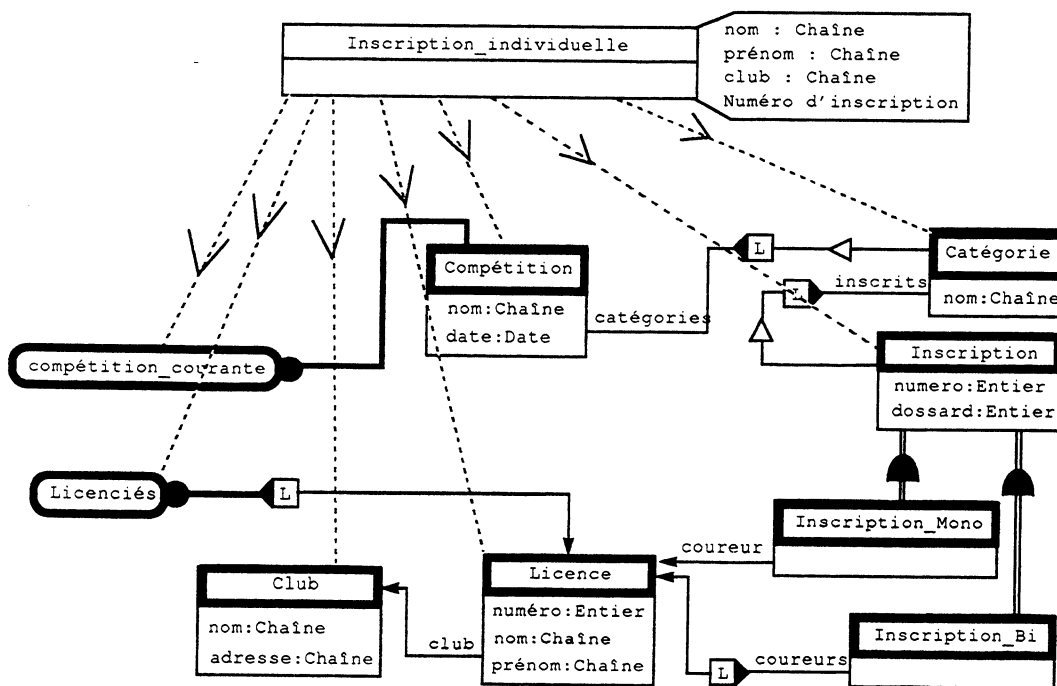 Inscription_individuelle
nom : Chaîne
prénom : Chaîne
club : Chaîne
Numéro d'inscription
Compétition
nom:Chaîne
date:Date
catégories
L
Catégorie
nom:Chaîne
inscrits
L
Inscription
numero:Entier
dossard:Entier
compétition_courante
Licenciés
L
Inscription_Mono
coureur
Club
nom:Chaîne
adresse:Chaîne
club
Licence
numéro:Entier
nom:Chaîne
prénom:Chaîne
L
coureurs
Inscription_Bi